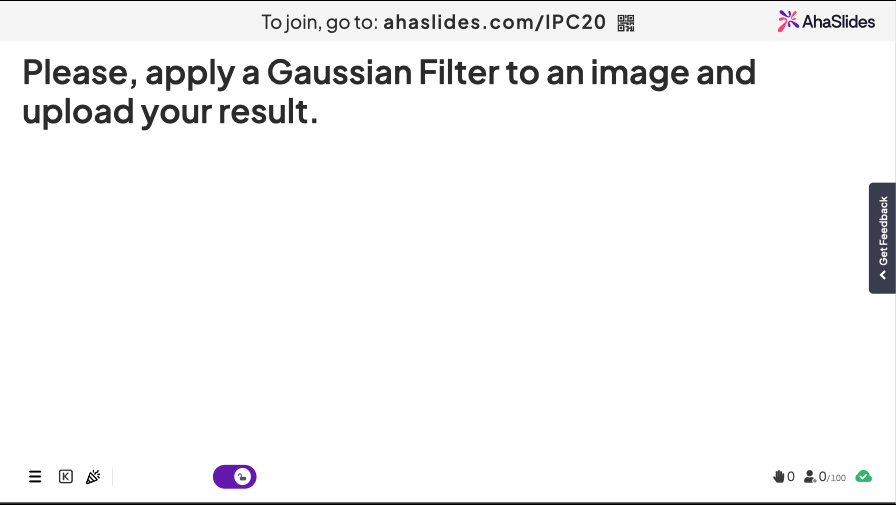 To join, go to: ahaslides.com/IPC20
AhaSlides
Please, apply a Gaussian Filter to an image and
upload your result.
Get Feedback
K
0
0/100